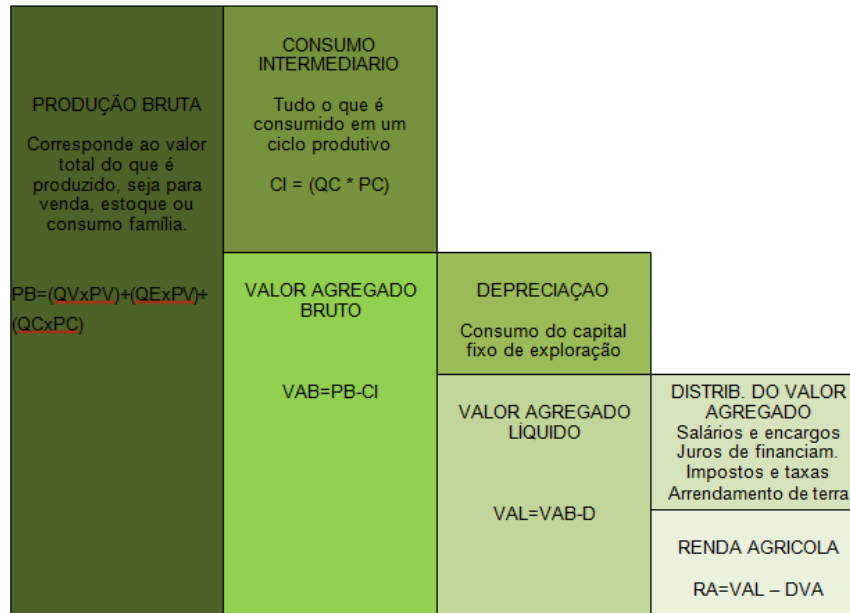 PRODUÇÃO BRUTA
Corresponde ao valor
total do que é
produzido, seja para
venda, estoque ou
consumo família.
PB=(QVxPV)+(QExPV)+
(QCxPC)
CONSUMO
INTERMEDIARIO
Tudo o que é
consumido em um
ciclo produtivo
CI = (QC * PC)
VALOR AGREGADO
BRUTO
VAB=PB-CI
DEPRECIAÇAO
Consumo do capital
fixo de exploração
VALOR AGREGADO
LÍQUIDO
VAL=VAB-D
DISTRIB. DO VALOR
AGREGADO
Salários e encargos
Juros de financiam.
Impostos e taxas
Arrendamento de terra
RENDA AGRICOLA
RA=VAL – DVA